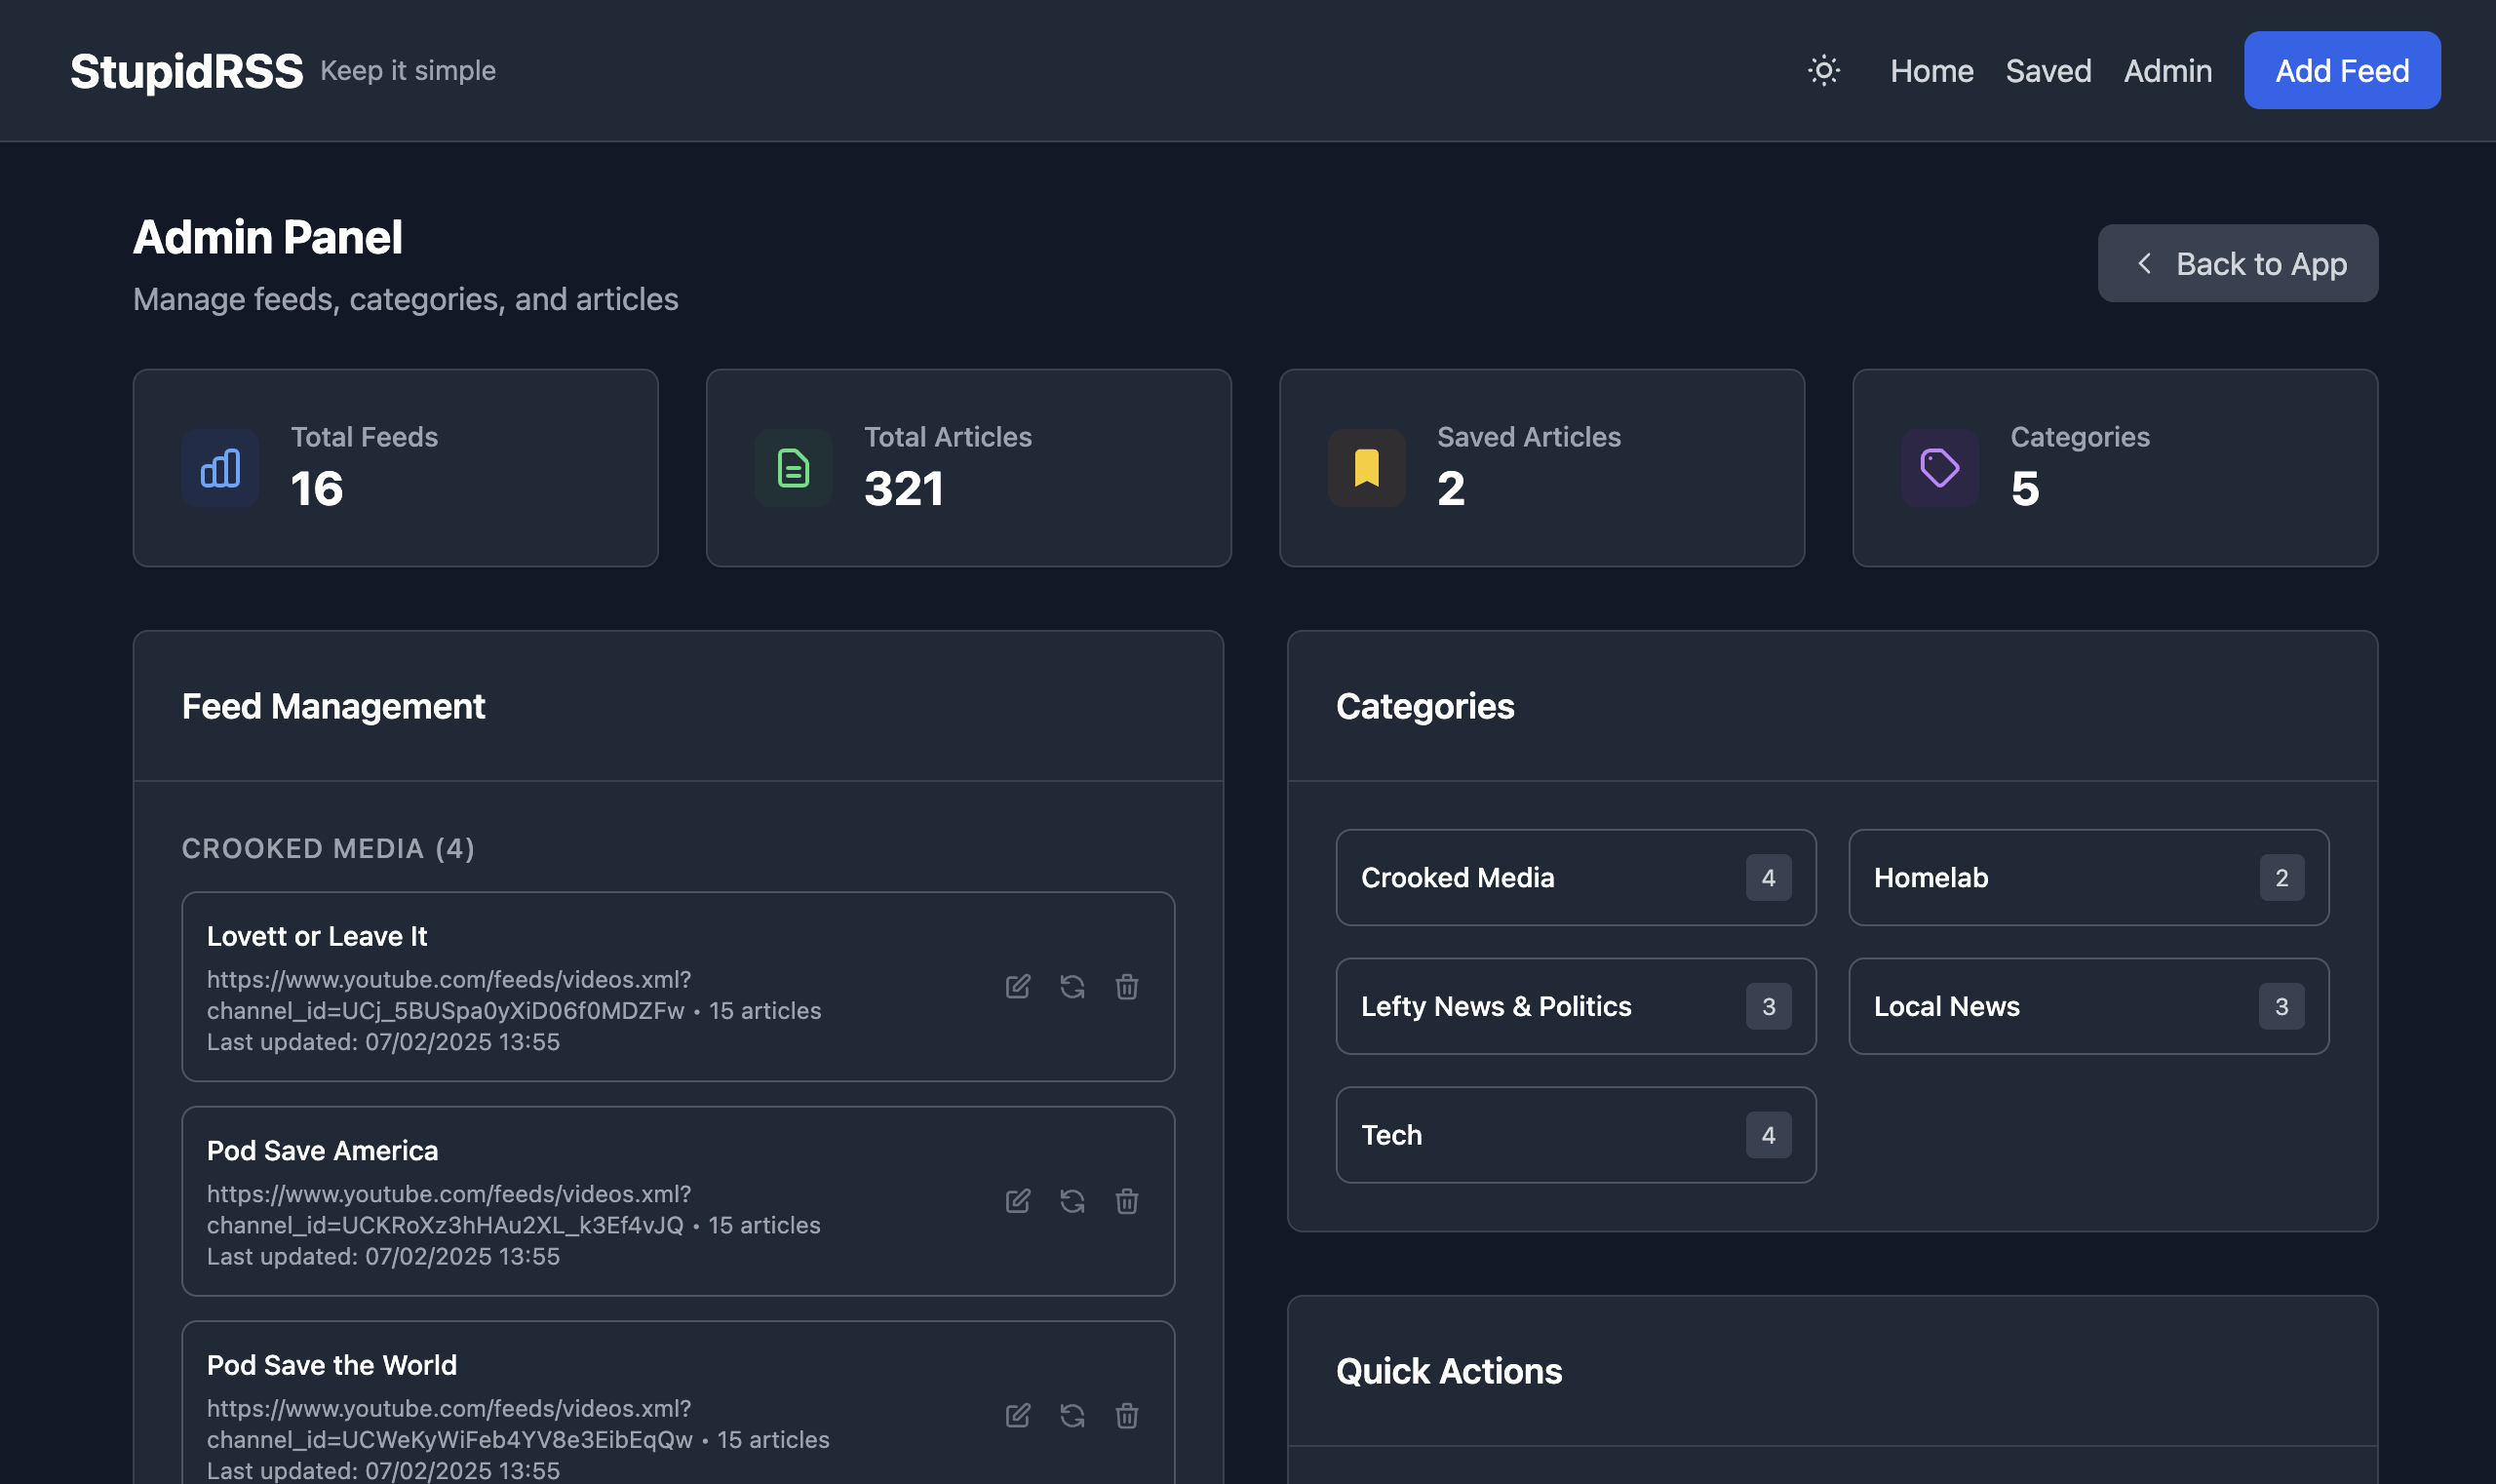 StupidRSS Keep it simple
Home Saved Admin Add Feed
Admin Panel
Manage feeds, categories, and articles
Back to App
Total Feeds
16
Total Articles
321
Saved Articles
2
Categories
5
Feed Management
CROOKED MEDIA (4)
Lovett or Leave It
https://www.youtube.com/feeds/videos.xml?
channel_id=UCj_5BUSpa0yXiD06f0MDZFw • 15 articles
Last updated: 07/02/2025 13:55
Pod Save America
https://www.youtube.com/feeds/videos.xml?
channel_id=UCKRoXz3hHAu2XL_k3Ef4vJQ • 15 articles
Last updated: 07/02/2025 13:55
Pod Save the World
https://www.youtube.com/feeds/videos.xml?
channel_id=UCWeKyWiFeb4YV8e3EibEqQw • 15 articles
Last updated: 07/02/2025 13:55
Categories
Crooked Media 4
Homelab 2
Lefty News & Politics 3
Local News 3
Tech 4
Quick Actions